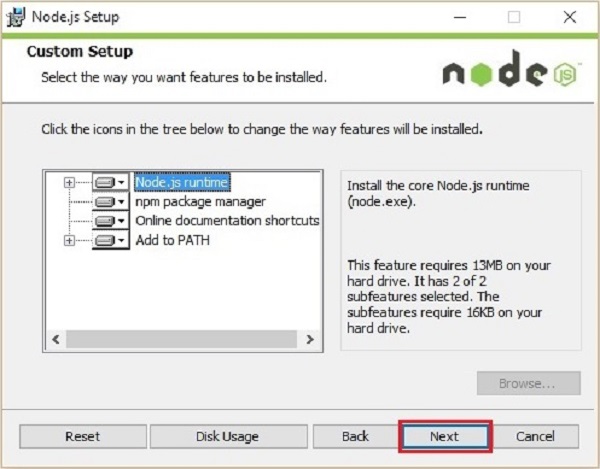 Node.js Setup
Custom Setup
Select the way you want features to be installed.
node
JS
Click the icons in the tree below to change the way features will be installed.
Node.js runtime
npm package manager
Online documentation shortcuts
Add to PATH
Install the core Node.js runtime
(node.exe).
This feature requires 13MB on your
hard drive. It has 2 of 2
subfeatures selected. The
subfeatures require 16KB on your
hard drive.
Browse...
Reset
Disk Usage
Back
Next
Cancel